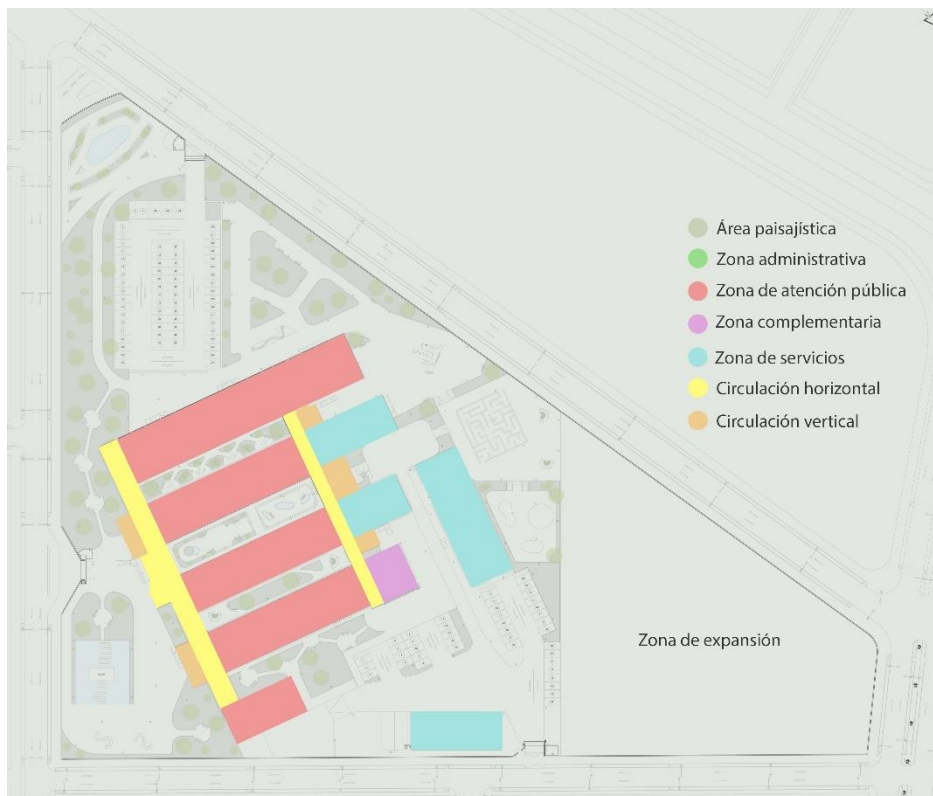 Área paisajística
Zona administrativa
Zona de atención pública
Zona complementaria
Zona de servicios
Circulación horizontal
Circulación vertical
Zona de expansión